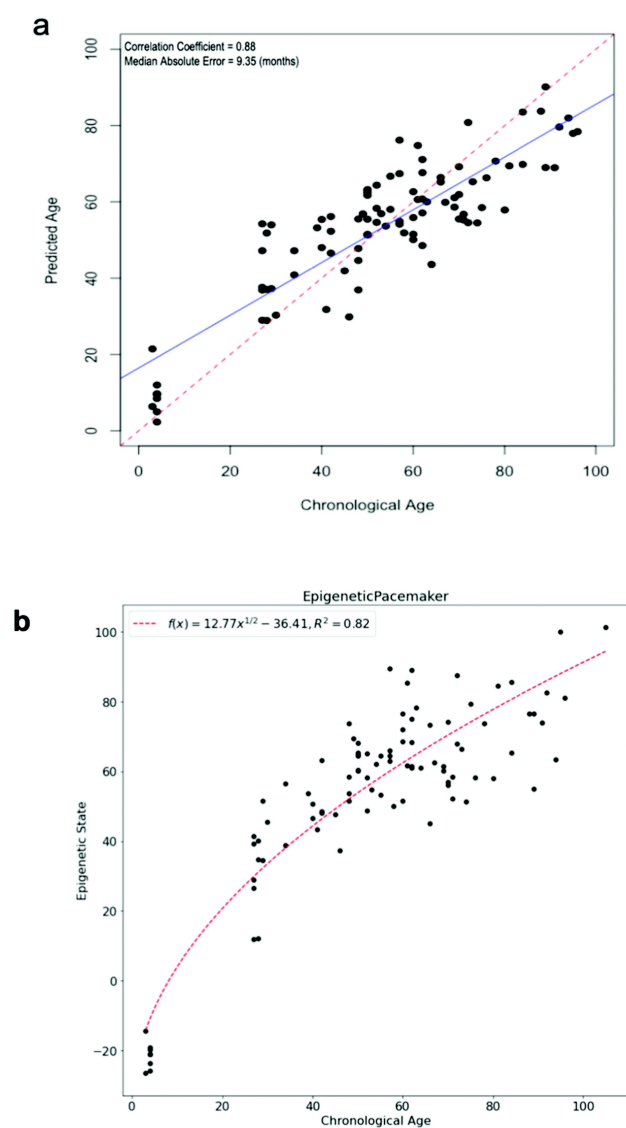 a
Correlation Coefficient = 0.88
Median Absolute Error = 9.35 (months)
100
80
60
40
20
0
Predicted Age
0 20 40 60 80 100
Chronological Age
b
EpigeneticPacemaker
f(x) = 12.77x^{1/2} − 36.41, R^2 = 0.82
100
80
60
40
20
0
−20
Epigenetic State
0 20 40 60 80 100
Chronological Age